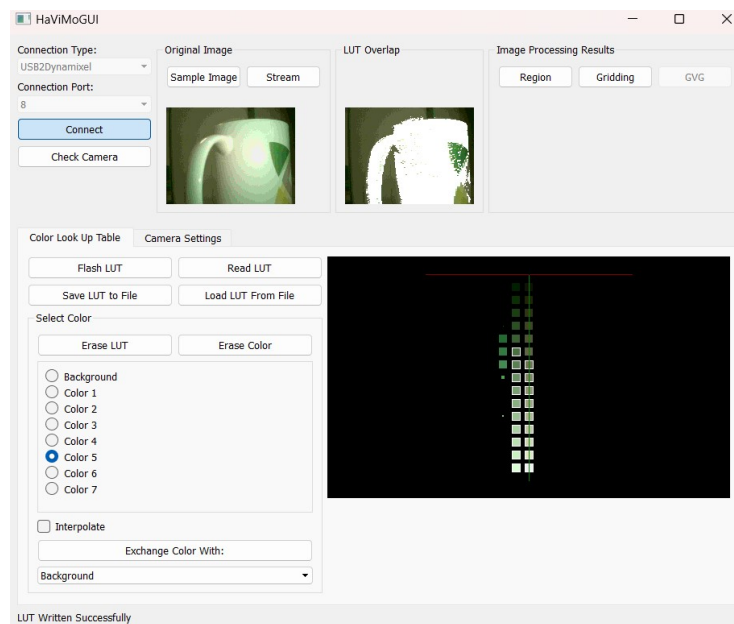 HaViMoGUI
Connection Type:
USB2Dynamixel
Connection Port:
8
Connect
Check Camera
Original Image
Sample Image
Stream
LUT Overlap
Image Processing Results
Region
Gridding
GVG
Color Look Up Table
Camera Settings
Flash LUT
Read LUT
Save LUT to File
Load LUT From File
Select Color
Erase LUT
Erase Color
Background
Color 1
Color 2
Color 3
Color 4
Color 5
Color 6
Color 7
Interpolate
Exchange Color With:
Background
LUT Written Successfully